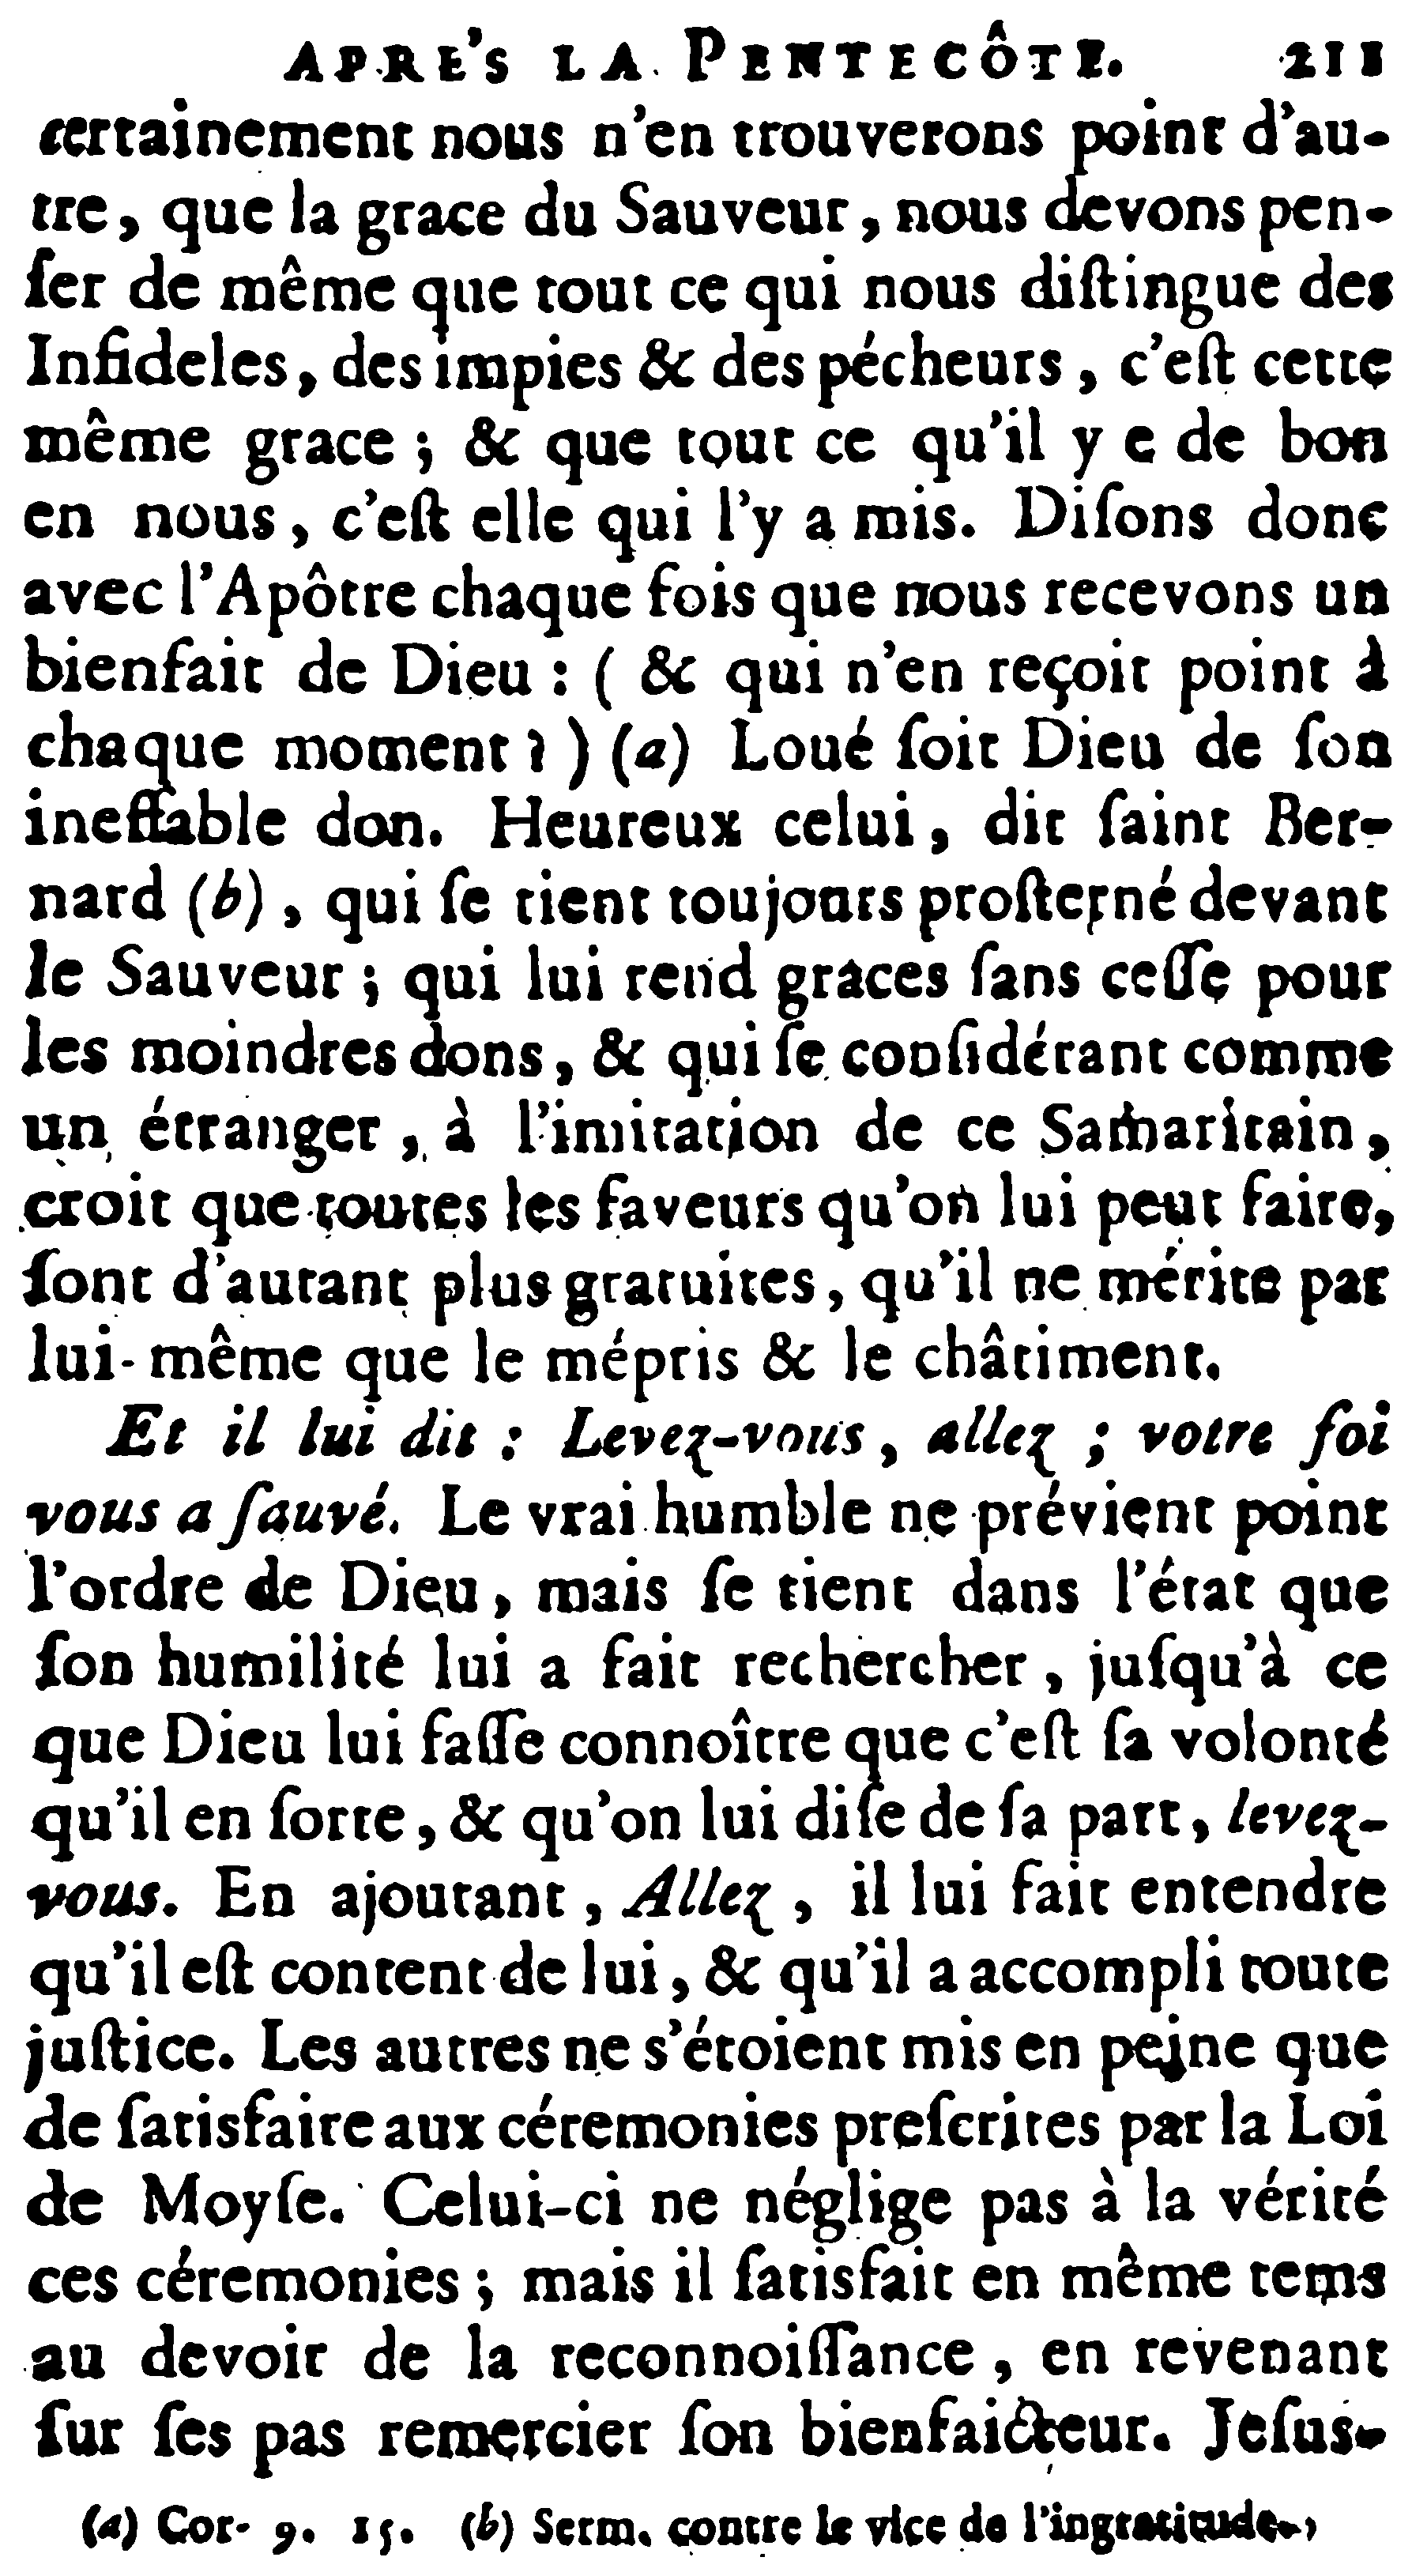 APRE'S LA PENTECÔTE. 211
certainement nous n'en trouverons point d'au-
tre, que la grace du Sauveur, nous devons pen-
ſer de même que tout ce qui nous diſtingue des
Infideles, des impies & des pécheurs, c'eſt cette
même grace ; & que tout ce qu'il y e de bon
en nous, c'eſt elle qui l'y a mis. Diſons donc
avec l'Apôtre chaque fois que nous recevons un
bienfait de Dieu : ( & qui n'en reçoit point à
chaque moment ? ) (a) Loué ſoit Dieu de ſon
ineffable don. Heureux celui, dit ſaint Ber-
nard (b), qui ſe tient toujours proſterné devant
le Sauveur ; qui lui rend graces ſans ceſſe pour
les moindres dons, & qui ſe conſidérant comme
un étranger, à l'imitation de ce Samaritain,
croit que toutes les faveurs qu'on lui peut faire,
ſont d'autant plus gratuites, qu'il ne mérite par
lui-même que le mépris & le châtiment.
Et il lui dit : Levez-vous, allez ; votre foi
vous a ſauvé. Le vrai humble ne prévient point
l'ordre de Dieu, mais ſe tient dans l'état que
ſon humilité lui a fait rechercher, juſqu'à ce
que Dieu lui faſſe connoître que c'eſt ſa volonté
qu'il en ſorte, & qu'on lui diſe de ſa part, levez-
vous. En ajoutant, Allez, il lui fait entendre
qu'il eſt content de lui, & qu'il a accompli toute
juſtice. Les autres ne s'étoient mis en peine que
de ſatisfaire aux céremonies preſcrites par la Loi
de Moyſe. Celui-ci ne néglige pas à la vérité
ces céremonies ; mais il ſatisfait en même tems
au devoir de la reconnoiſſance, en revenant
ſur ſes pas remercier ſon bienfaicteur. Jeſus-
(a) Cor- 9. 15. (b) Serm. contre le vice de l'ingratitude.